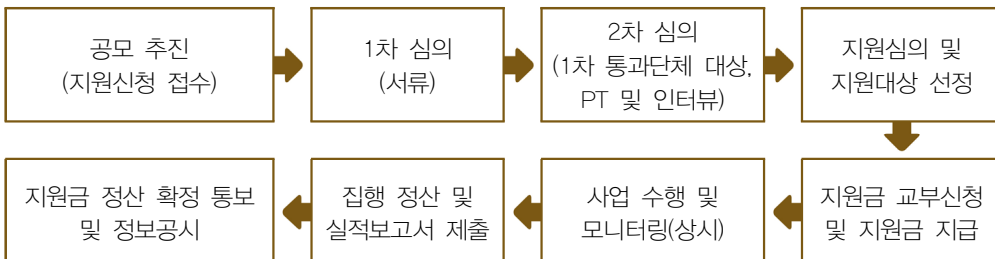 공모 추진
(지원신청 접수)
1차 심의
(서류)
2차 심의
(1차 통과단체 대상,
PT 및 인터뷰)
지원심의 및
지원대상 선정
지원금 교부신청
및 지원금 지급
사업 수행 및
모니터링(상시)
집행 정산 및
실적보고서 제출
지원금 정산 확정 통보
및 정보공시